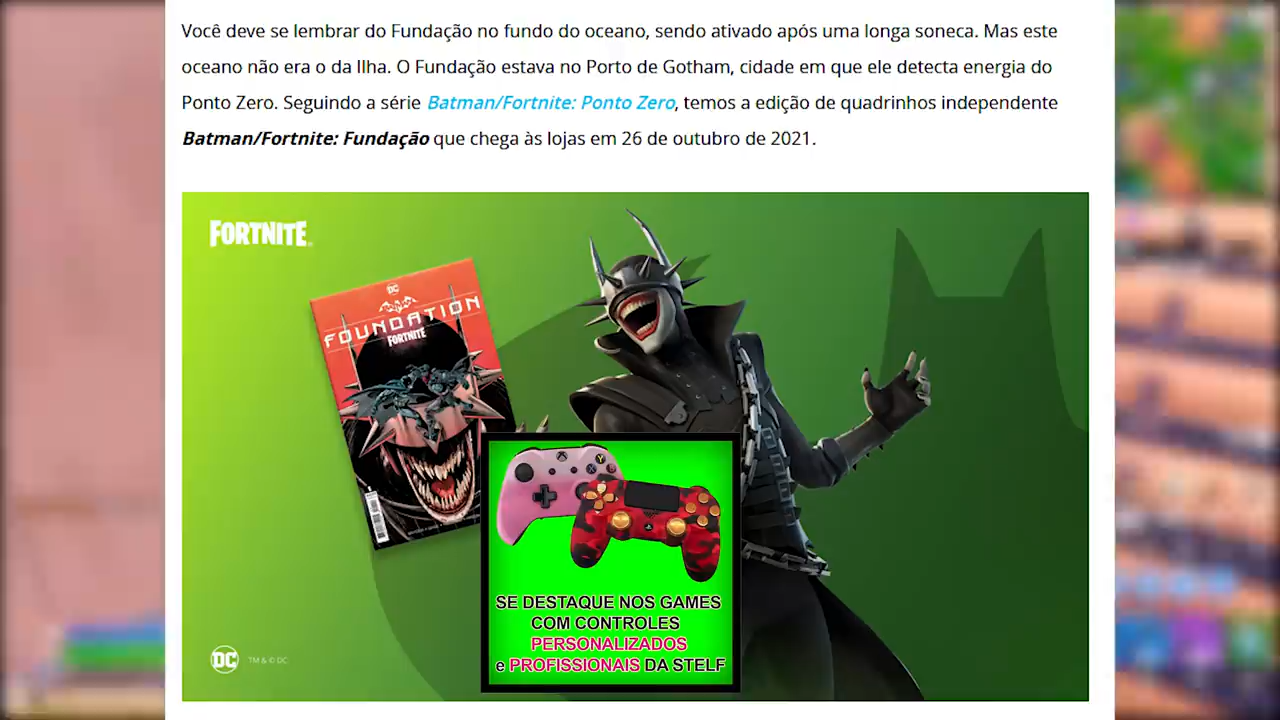 Você deve se lembrar do Fundação no fundo do oceano, sendo ativado após uma longa soneca. Mas este
oceano não era o da Ilha. O Fundação estava no Porto de Gotham, cidade em que ele detecta energia do
Ponto Zero. Seguindo a série Batman/Fortnite: Ponto Zero, temos a edição de quadrinhos independente
Batman/Fortnite: Fundação que chega às lojas em 26 de outubro de 2021.
FORTNITE
DC
FOUNDATION
FORTNITE
SE DESTAQUE NOS GAMES
COM CONTROLES
PERSONALIZADOS
e PROFISSIONAIS DA STELF
DC TM & © DC.